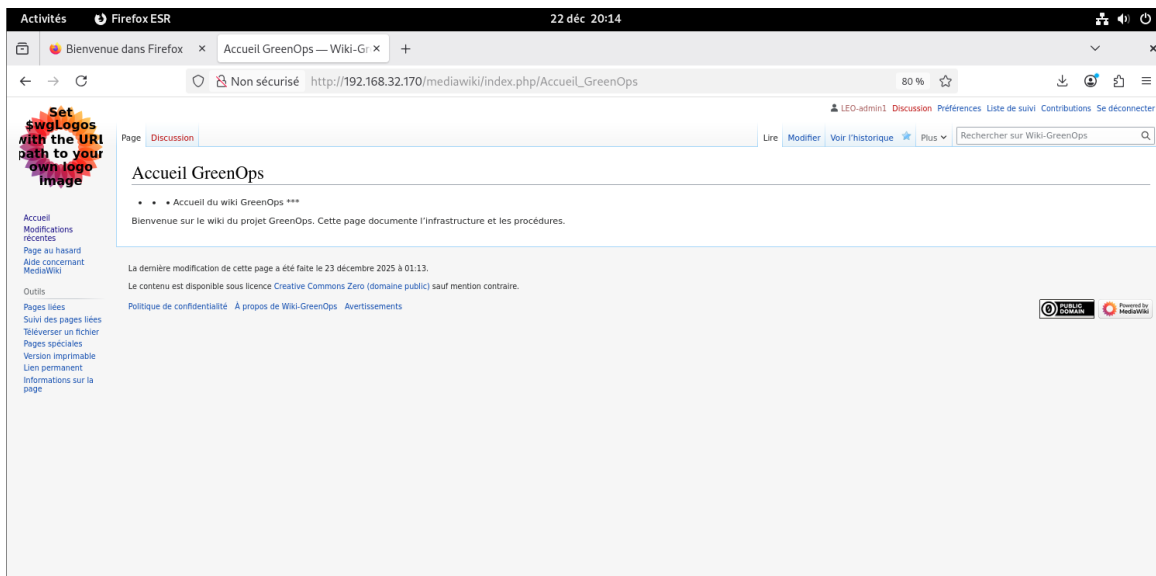 Activités Firefox ESR 22 déc 20:14
Bienvenue dans Firefox × Accueil GreenOps — Wiki-Gr × +
Non sécurisé http://192.168.32.170/mediawiki/index.php/Accueil_GreenOps 80 %
LEO-admin1 Discussion Préférences Liste de suivi Contributions Se déconnecter
Set
$wgLogos
with the URL
path to your
own logo
image
Page Discussion Lire Modifier Voir l'historique Plus Rechercher sur Wiki-GreenOps
Accueil GreenOps
• • • Accueil du wiki GreenOps ***
Bienvenue sur le wiki du projet GreenOps. Cette page documente l'infrastructure et les procédures.
Accueil
Modifications
récentes
Page au hasard
Aide concernant
MediaWiki
Outils
Pages liées
Suivi des pages liées
Téléverser un fichier
Pages spéciales
Version imprimable
Lien permanent
Informations sur la
page
La dernière modification de cette page a été faite le 23 décembre 2025 à 01:13.
Le contenu est disponible sous licence Creative Commons Zero (domaine public) sauf mention contraire.
Politique de confidentialité À propos de Wiki-GreenOps Avertissements
PUBLIC
DOMAIN
Powered by
MediaWiki